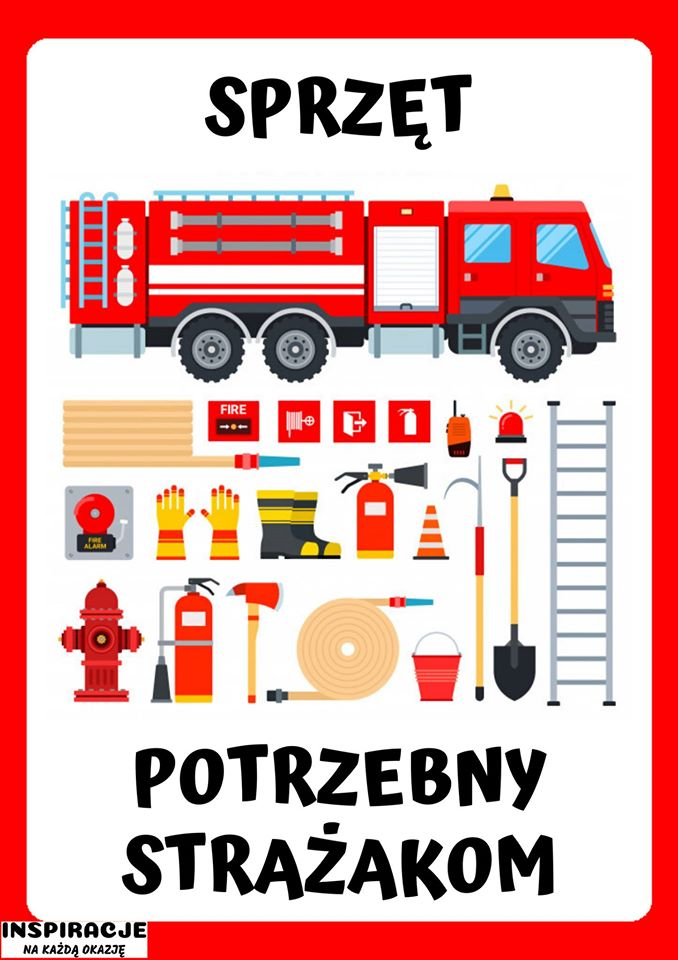 SPRZĘT
FIRE
FIRE
ALARM
POTRZEBNY
STRAŻAKOM
INSPIRACJE
NA KAŻDĄ OKAZJĘ